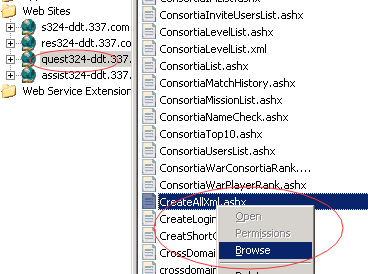 Web Sites
s324-ddt.337.com
res324-ddt.337.co
quest324-ddt.337.
assist324-ddt.337
Web Service Extension
ConsortiaInviteUsersList.ashx
ConsortiaLevelList.ashx
ConsortiaLevelList.xml
ConsortiaList.ashx
ConsortiaMatchHistory.ashx
ConsortiaMissionList.ashx
ConsortiaNameCheck.ashx
ConsortiaTop10.ashx
ConsortiaUsersList.ashx
ConsortiaWarConsortiaRank....
ConsortiaWarPlayerRank.ashx
CreateAllXml.ashx
CreateLogin
CreatShortC
CrossDomain
crossdomain
Open
Permissions
Browse